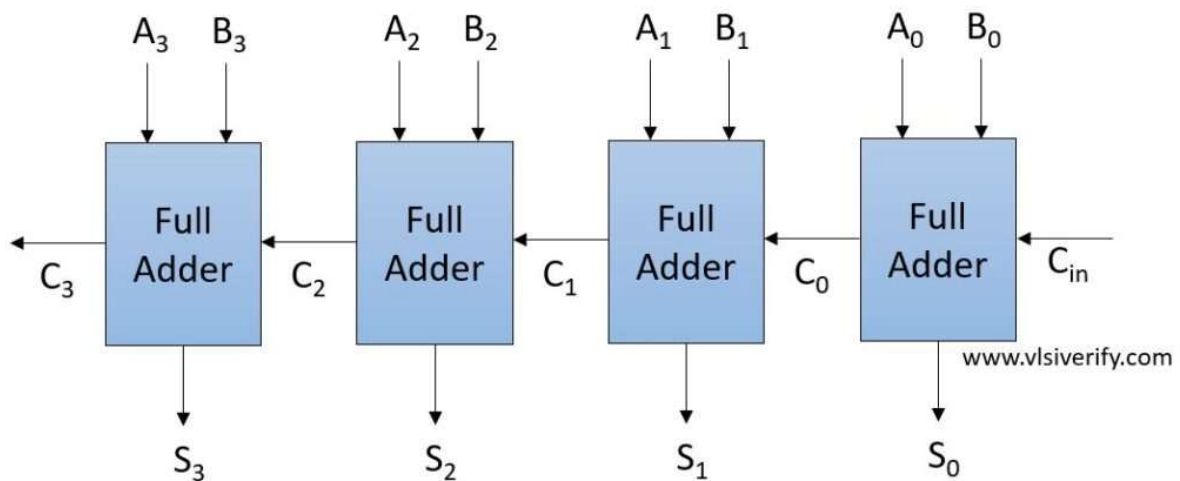 A₃ B₃ A₂ B₂ A₁ B₁ A₀ B₀
Full Adder
Full Adder
Full Adder
Full Adder
C₃ C₂ C₁ C₀ Cᵢₙ
www.vlsiverify.com
S₃ S₂ S₁ S₀